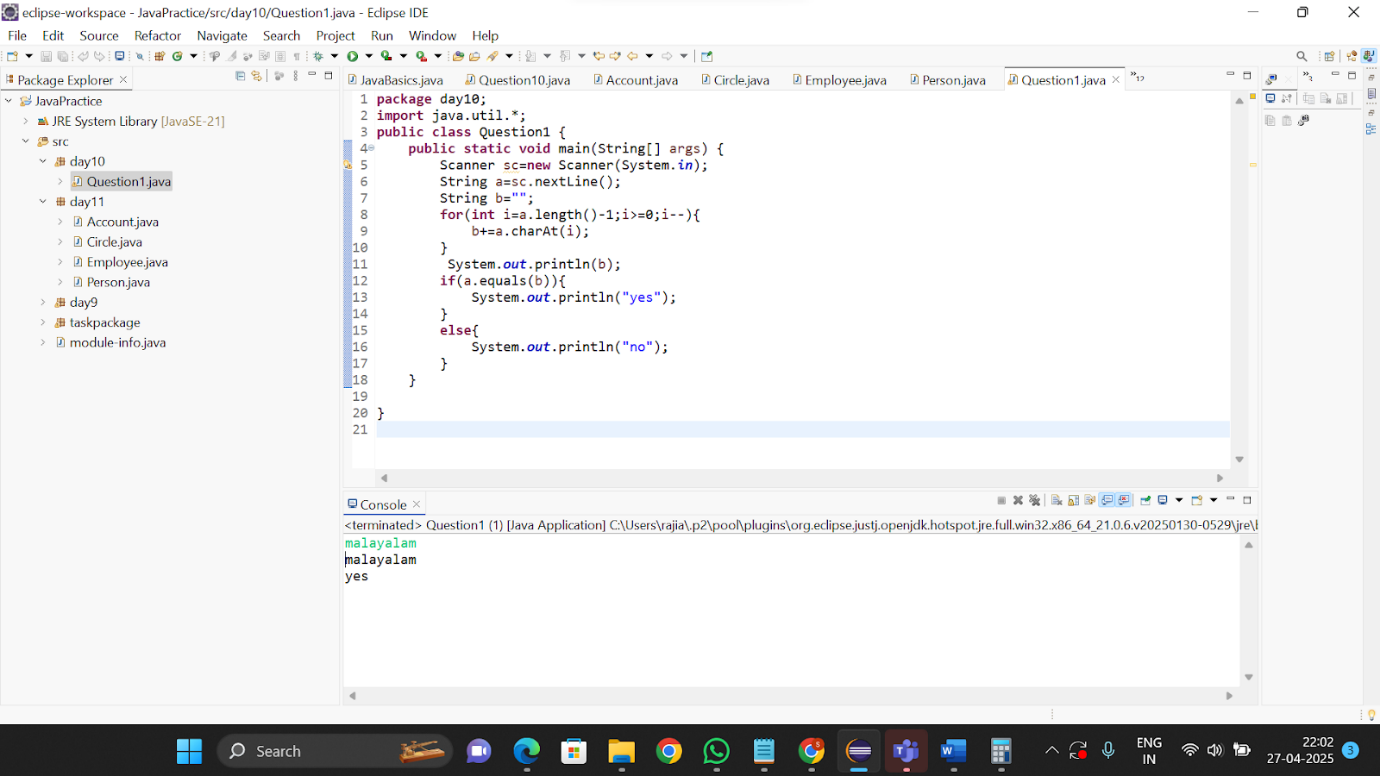 eclipse-workspace - JavaPractice/src/day10/Question1.java - Eclipse IDE
File Edit Source Refactor Navigate Search Project Run Window Help
Package Explorer
JavaPractice
JRE System Library [JavaSE-21]
src
day10
Question1.java
day11
Account.java
Circle.java
Employee.java
Person.java
day9
taskpackage
module-info.java
JavaBasics.java Question10.java Account.java Circle.java Employee.java Person.java Question1.java »12
1 package day10;
2 import java.util.*;
3 public class Question1 {
4 public static void main(String[] args) {
5 Scanner sc=new Scanner(System.in);
6 String a=sc.nextLine();
7 String b="";
8 for(int i=a.length()-1;i>=0;i--){
9 b+=a.charAt(i);
10 }
11 System.out.println(b);
12 if(a.equals(b)){
13 System.out.println("yes");
14 }
15 else{
16 System.out.println("no");
17 }
18 }
19
20 }
21
Console
<terminated> Question1 (1) [Java Application] C:\Users\rajia\.p2\pool\plugins\org.eclipse.justj.openjdk.hotspot.jre.full.win32.x86_64_21.0.6.v20250130-0529\jre\b
malayalam
malayalam
yes
Search
ENG
IN
22:02
27-04-2025
3